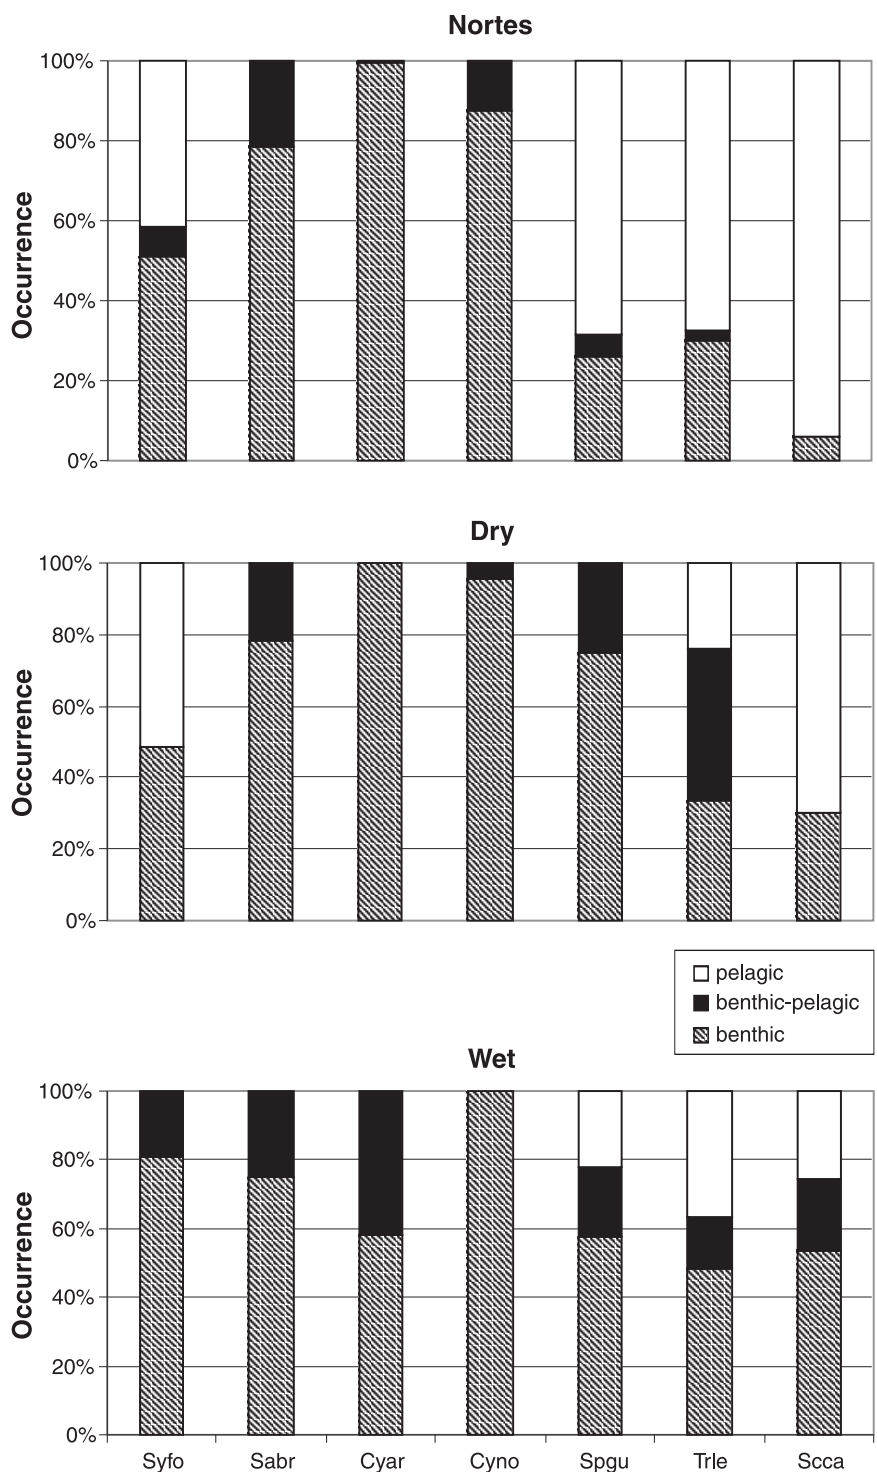 Nortes
100%
80%
60%
40%
20%
0%
Occurrence
Dry
100%
80%
60%
40%
20%
0%
Occurrence
pelagic
benthic-pelagic
benthic
Wet
100%
80%
60%
40%
20%
0%
Occurrence
Syfo Sabr Cyar Cyno Spgu Trle Scca